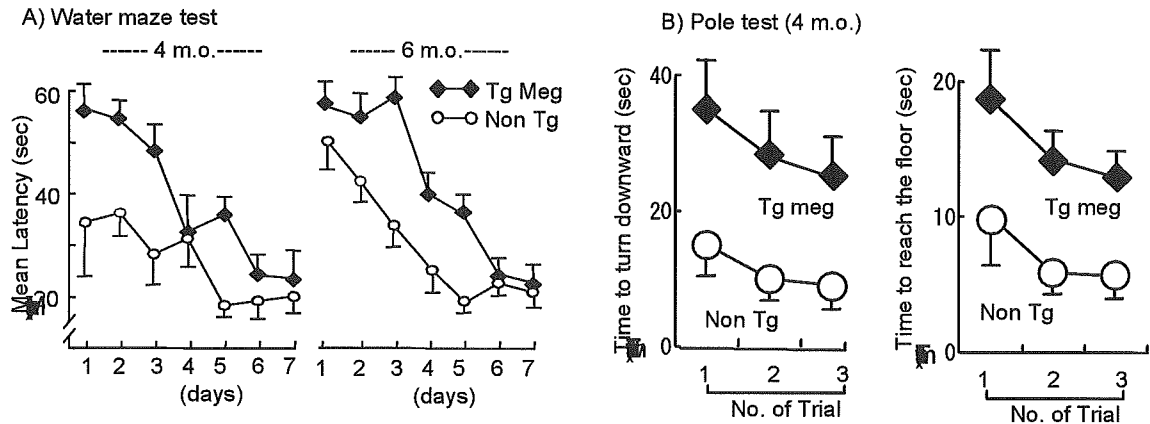 A) Water maze test
------ 4 m.o.------
------ 6 m.o.------
Tg Meg
Non Tg
Mean Latency (sec)
60
40
20
1 2 3 4 5 6 7
(days)
1 2 3 4 5 6 7
(days)
B) Pole test (4 m.o.)
Time to turn downward (sec)
40
20
0
Tg meg
Non Tg
1 2 3
No. of Trial
Time to reach the floor (sec)
20
10
0
Tg meg
Non Tg
1 2 3
No. of Trial